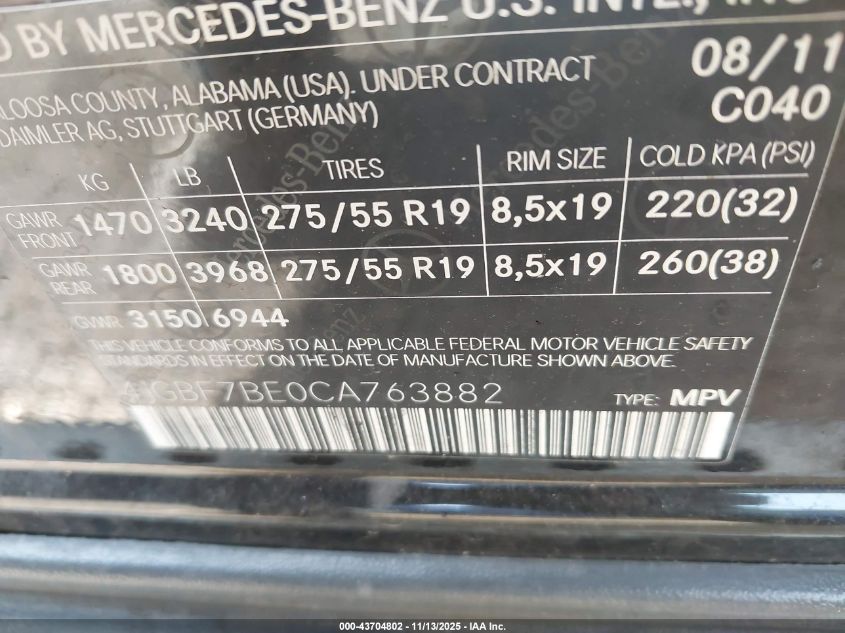 D BY MERCEDES-BENZ U.S. INTL., INC
LOOSA COUNTY, ALABAMA (USA). UNDER CONTRACT
DAIMLER AG, STUTTGART (GERMANY)
08/11
C040
KG LB TIRES RIM SIZE COLD KPA (PSI)
GAWR FRONT 1470 3240 275/55 R19 8,5x19 220(32)
GAWR REAR 1800 3968 275/55 R19 8,5x19 260(38)
GVWR 3150 6944
THIS VEHICLE CONFORMS TO ALL APPLICABLE FEDERAL MOTOR VEHICLE SAFETY
STANDARDS IN EFFECT ON THE DATE OF MANUFACTURE SHOWN ABOVE.
4JGBF7BE0CA763882 TYPE: MPV
000-43704802 - 11/13/2025 - IAA Inc.